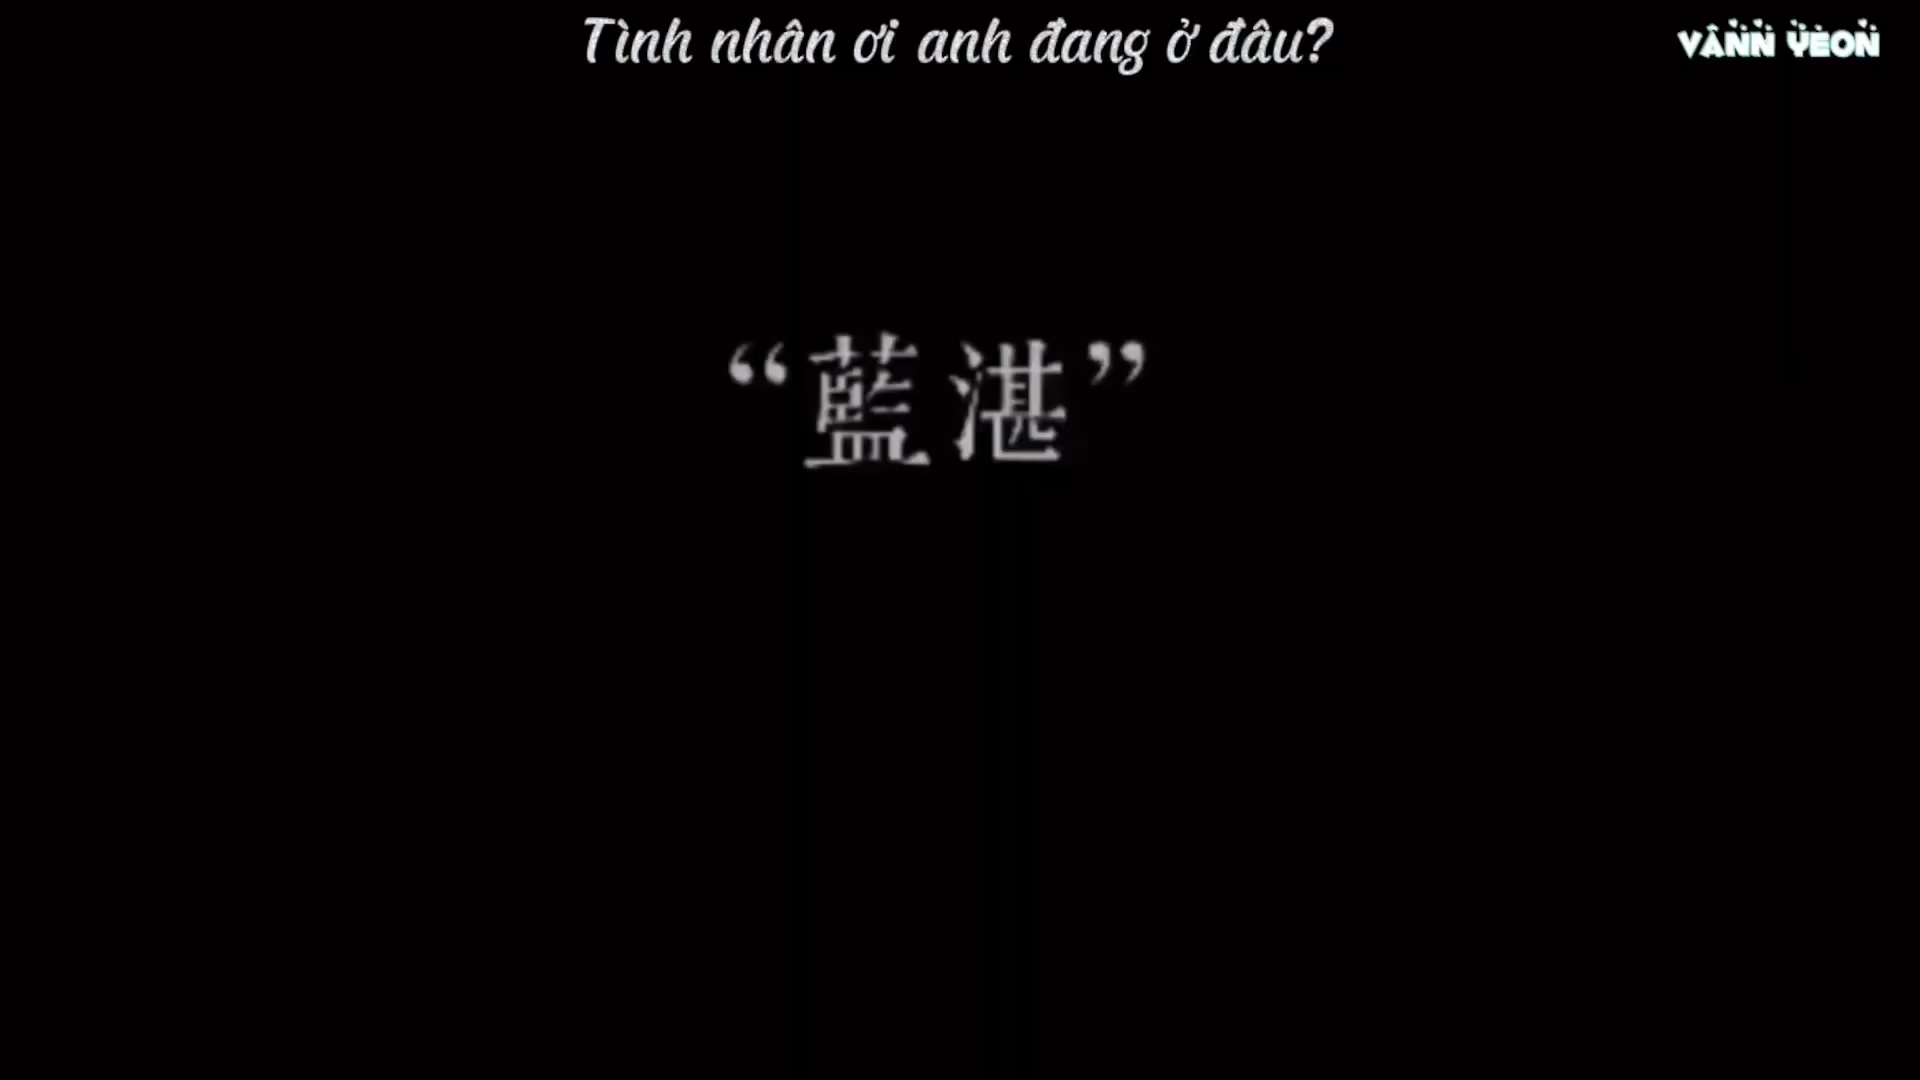 Tình nhân ơi anh đang ở đâu?
VÂNN YEON
“藍湛”